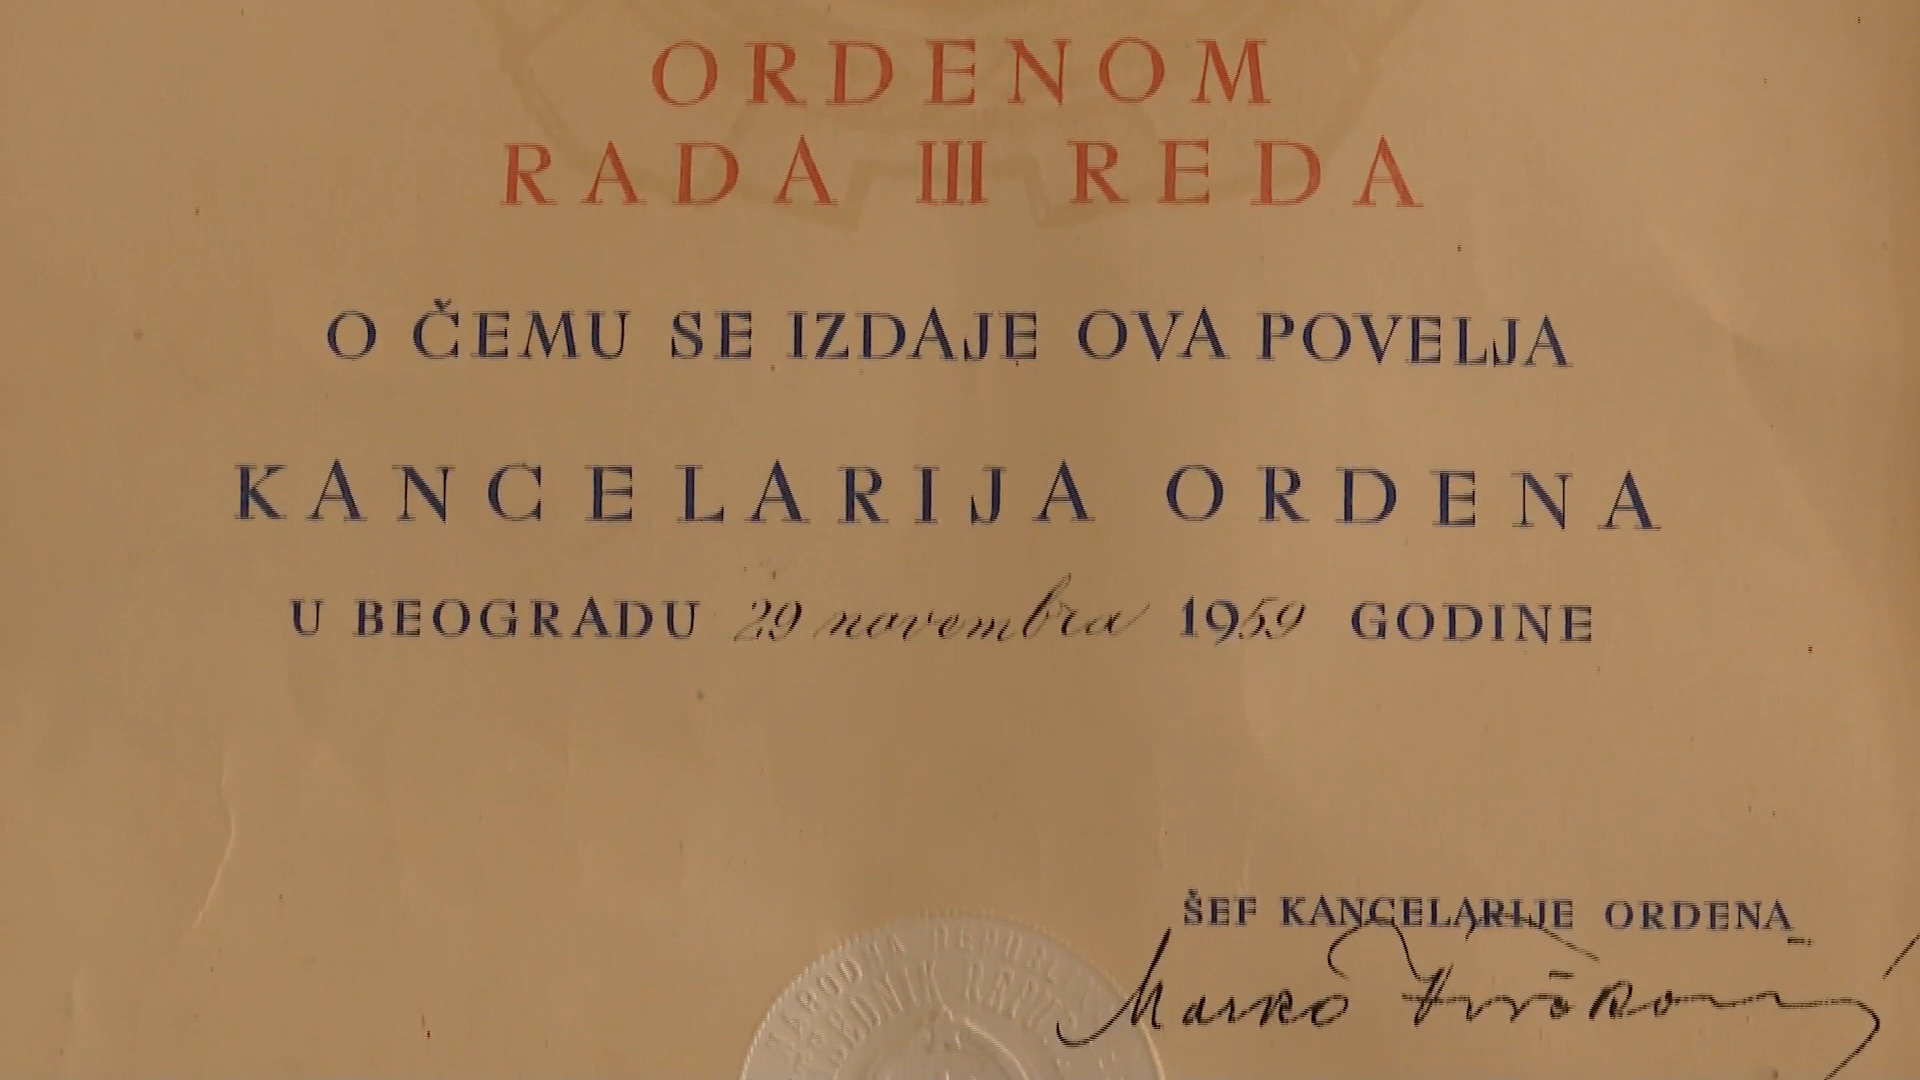 ORDENOM
RADA III REDA
O ČEMU SE IZDAJE OVA POVELJA
KANCELARIJA ORDENA
U BEOGRADU 29 novembra 1959 GODINE
ŠEF KANCELARIJE ORDENA
Marko